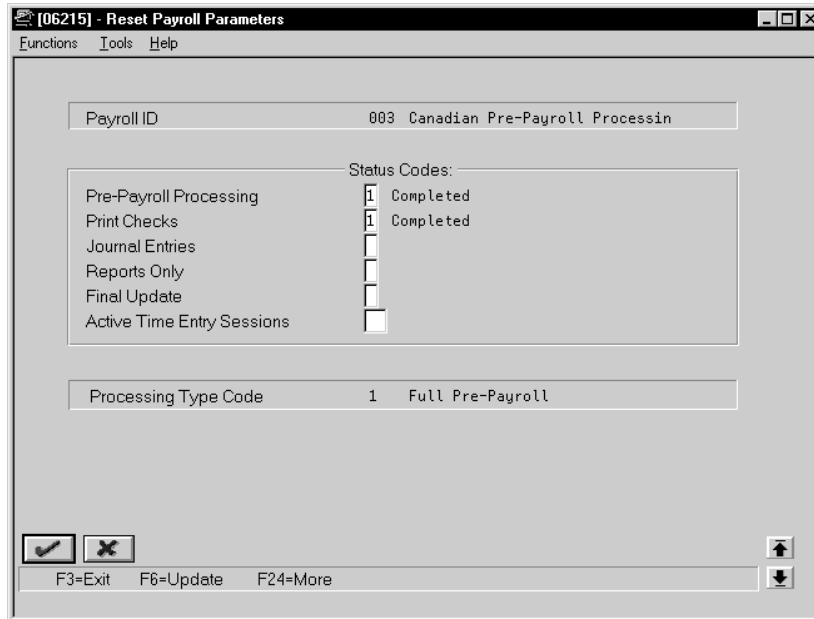 [06215] - Reset Payroll Parameters
Functions Tools Help
Payroll ID 003 Canadian Pre-Payroll Processin
Status Codes:
Pre-Payroll Processing 1 Completed
Print Checks 1 Completed
Journal Entries
Reports Only
Final Update
Active Time Entry Sessions
Processing Type Code 1 Full Pre-Payroll
F3=Exit F6=Update F24=More